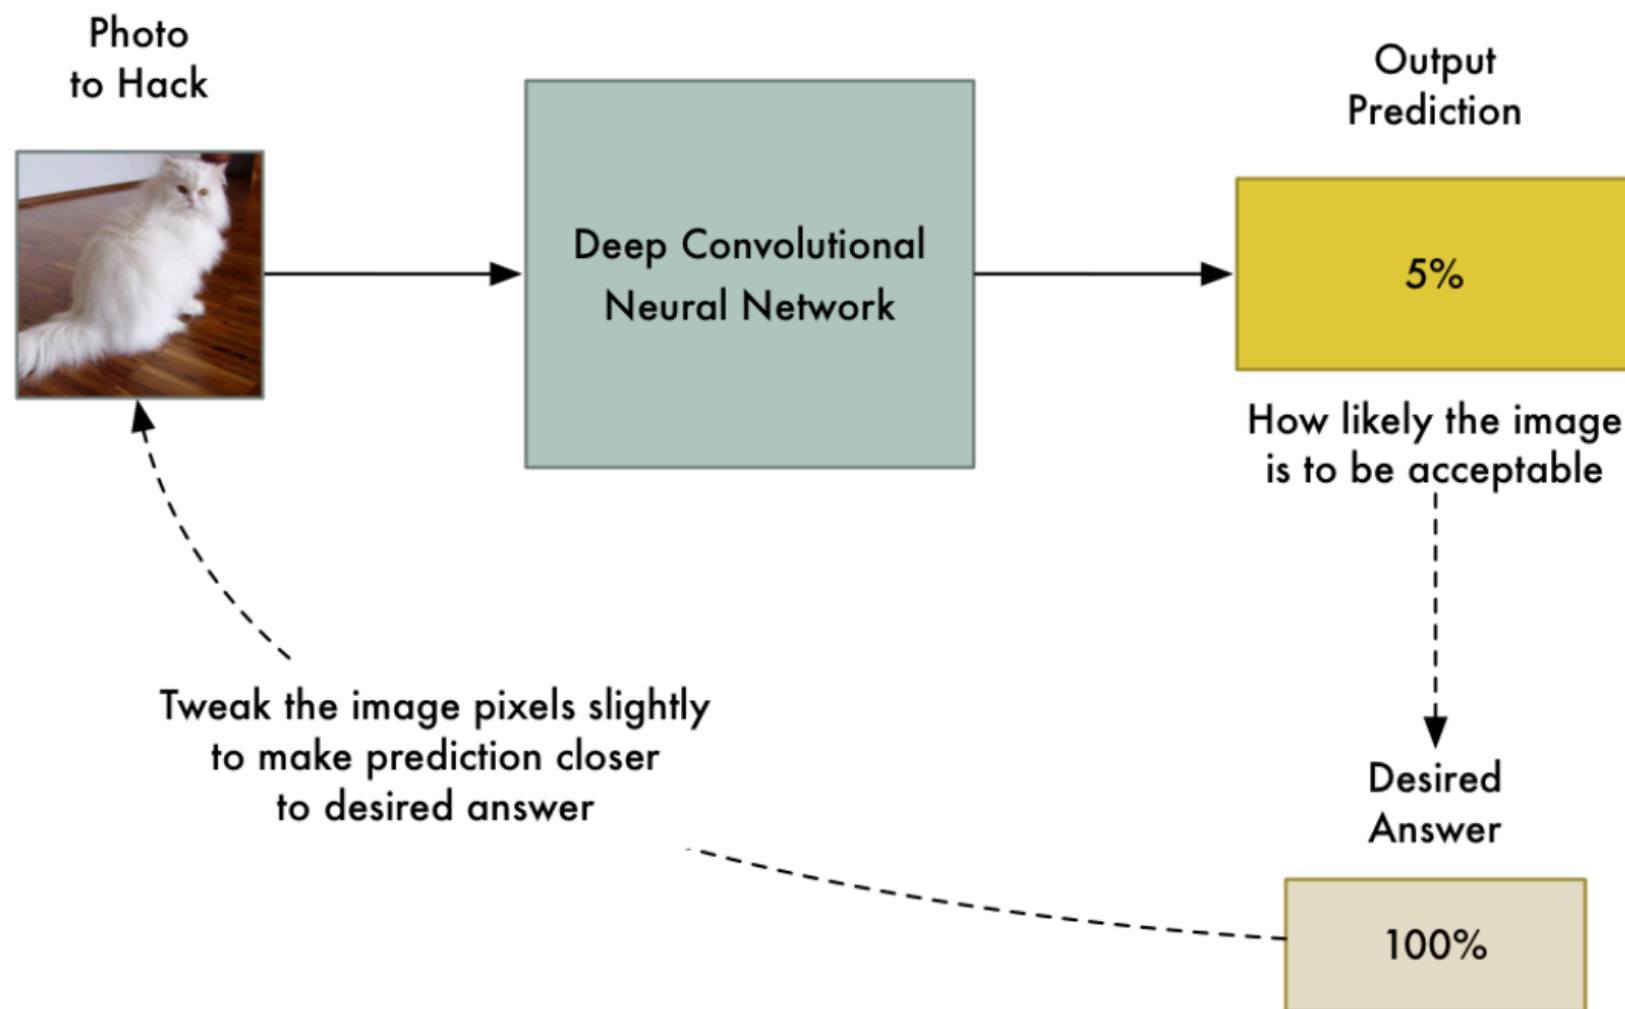 Photo
to Hack
Deep Convolutional
Neural Network
Output
Prediction
5%
How likely the image
is to be acceptable
Tweak the image pixels slightly
to make prediction closer
to desired answer
Desired
Answer
100%